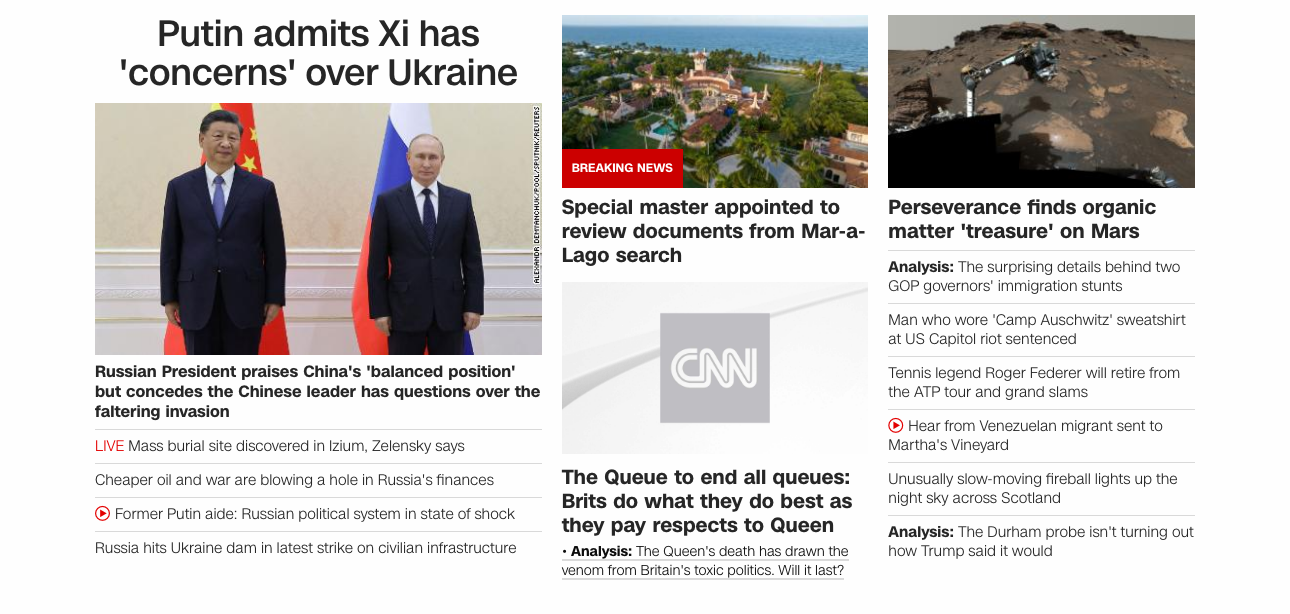 Putin admits Xi has
'concerns' over Ukraine
ALEXANDR DEMYANCHUK/POOL/SPUTNIK/REUTERS
Russian President praises China's 'balanced position'
but concedes the Chinese leader has questions over the
faltering invasion
LIVE Mass burial site discovered in Izium, Zelensky says
Cheaper oil and war are blowing a hole in Russia's finances
Former Putin aide: Russian political system in state of shock
Russia hits Ukraine dam in latest strike on civilian infrastructure
BREAKING NEWS
Special master appointed to
review documents from Mar-a-
Lago search
CNN
The Queue to end all queues:
Brits do what they do best as
they pay respects to Queen
• Analysis: The Queen's death has drawn the
venom from Britain's toxic politics. Will it last?
Perseverance finds organic
matter 'treasure' on Mars
Analysis: The surprising details behind two
GOP governors' immigration stunts
Man who wore 'Camp Auschwitz' sweatshirt
at US Capitol riot sentenced
Tennis legend Roger Federer will retire from
the ATP tour and grand slams
Hear from Venezuelan migrant sent to
Martha's Vineyard
Unusually slow-moving fireball lights up the
night sky across Scotland
Analysis: The Durham probe isn't turning out
how Trump said it would